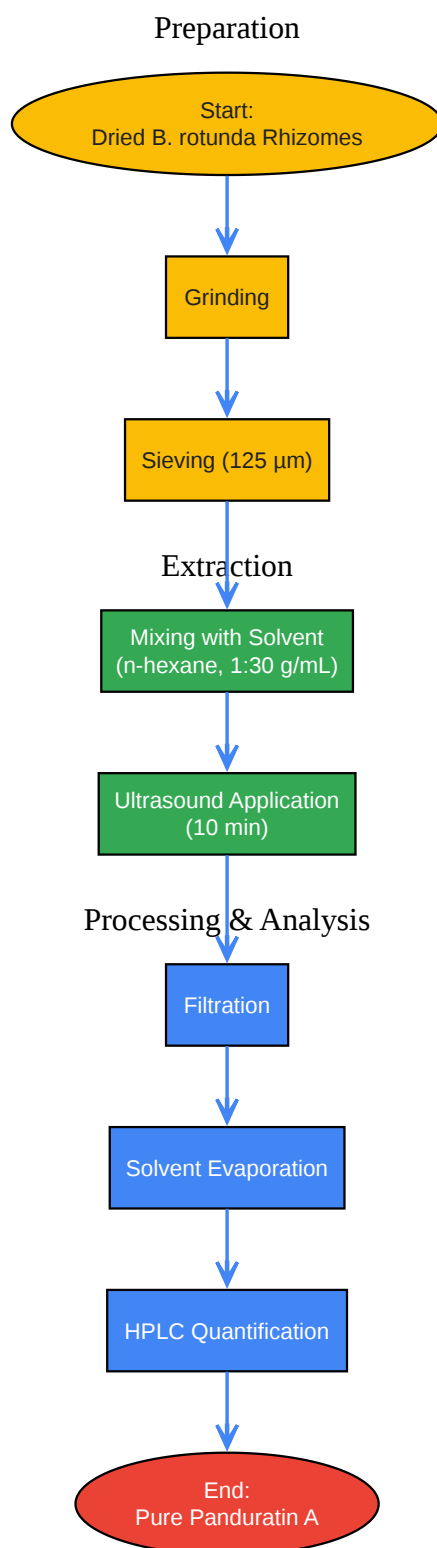 Preparation
Start:
Dried B. rotunda Rhizomes
Grinding
Sieving (125 µm)
Extraction
Mixing with Solvent
(n-hexane, 1:30 g/mL)
Ultrasound Application
(10 min)
Processing & Analysis
Filtration
Solvent Evaporation
HPLC Quantification
End:
Pure Panduratin A